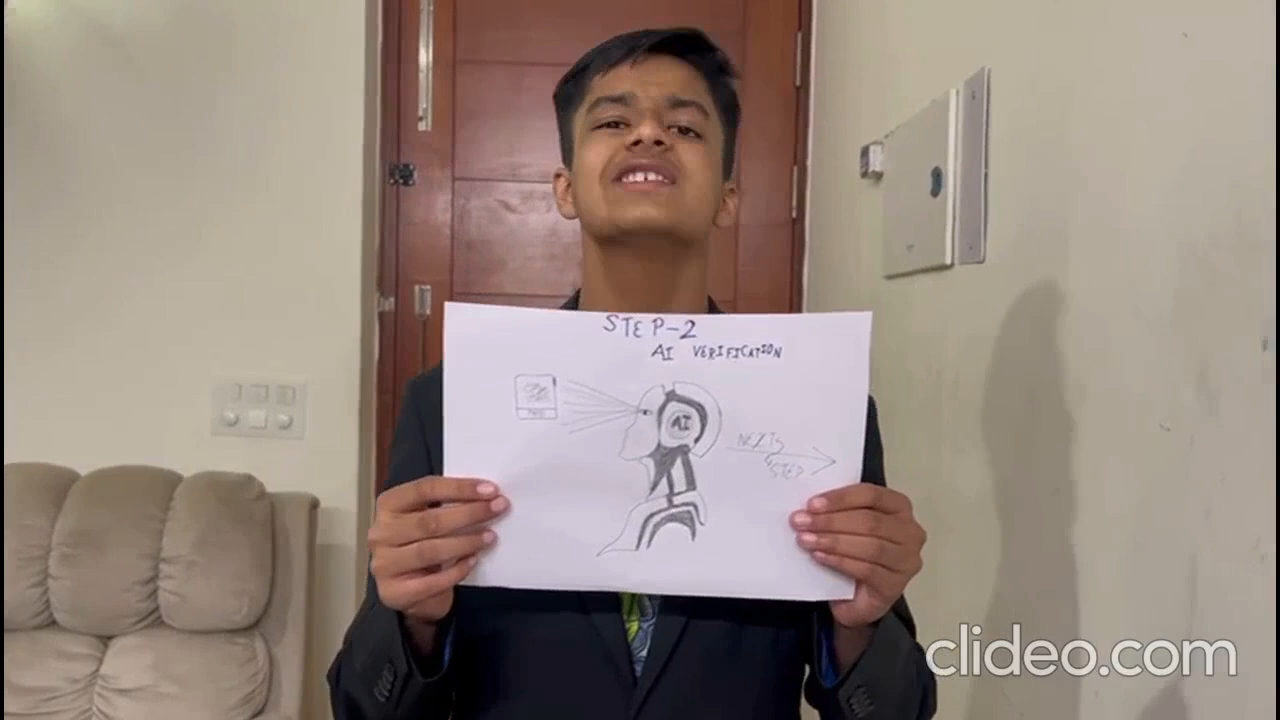 STEP-2
AI VERIFICATION
AI
NEXT
STEP
clideo.com